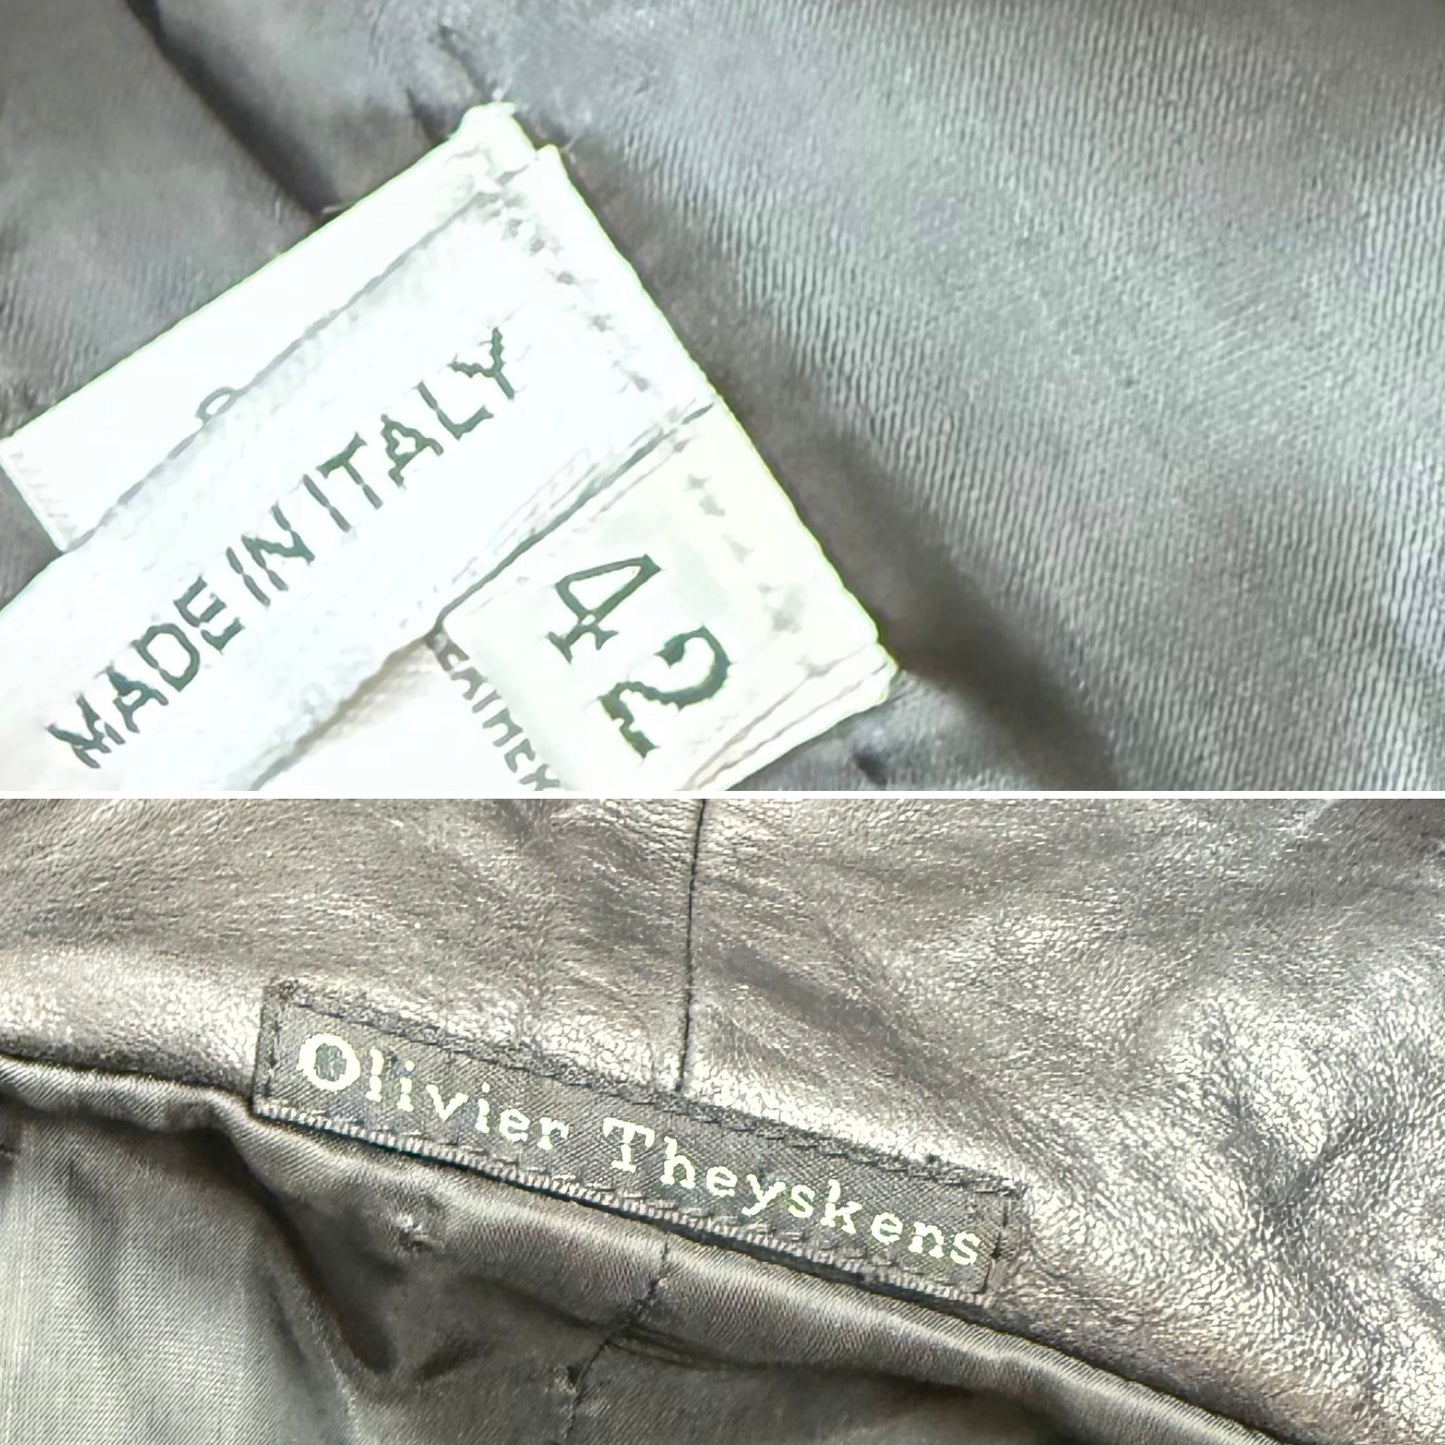 MADE IN ITALY
42
Olivier Theyskens